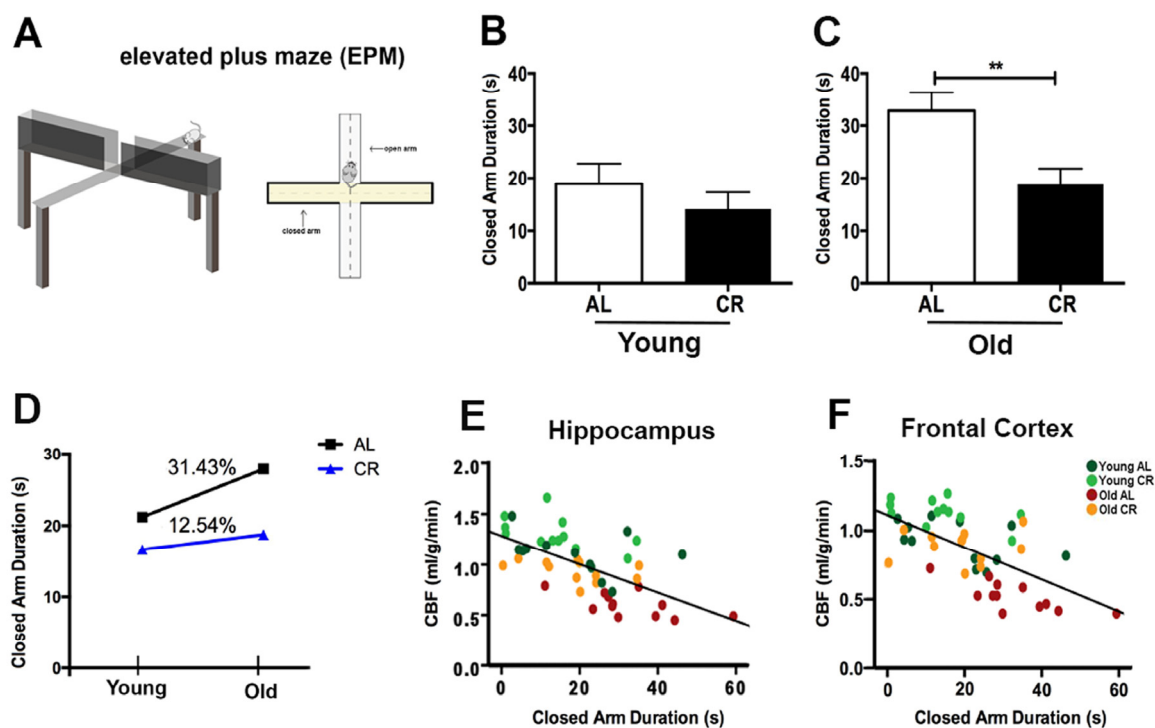 A
elevated plus maze (EPM)
open arm
closed arm
B
Closed Arm Duration (s)
40
30
20
10
0
AL
CR
Young
C
**
Closed Arm Duration (s)
40
30
20
10
0
AL
CR
Old
D
AL
CR
Closed Arm Duration (s)
30
20
10
0
31.43%
12.54%
Young
Old
E
Hippocampus
CBF (ml/g/min)
2.0
1.5
1.0
0.5
0.0
0
20
40
60
Closed Arm Duration (s)
F
Frontal Cortex
Young AL
Young CR
Old AL
Old CR
CBF (ml/g/min)
1.5
1.0
0.5
0.0
0
20
40
60
Closed Arm Duration (s)